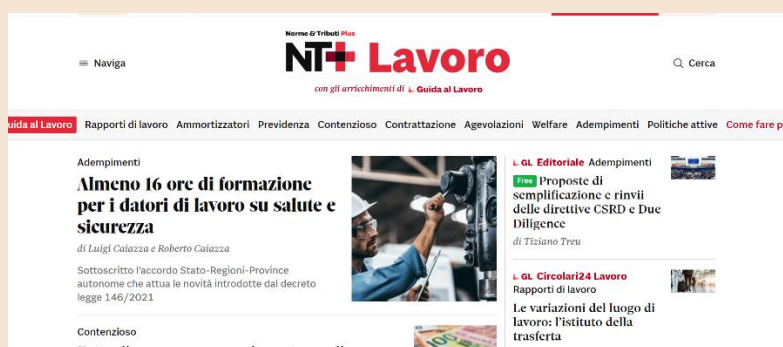 Norme & Tributi Plus
NT+ Lavoro
con gli arricchimenti di GL Guida al Lavoro
Naviga
Cerca
uida al Lavoro Rapporti di lavoro Ammortizzatori Previdenza Contenzioso Contrattazione Agevolazioni Welfare Adempimenti Politiche attive Come fare p
Adempimenti
Almeno 16 ore di formazione
per i datori di lavoro su salute e
sicurezza
di Luigi Caiazza e Roberto Caiazza
Sottoscritto l'accordo Stato-Regioni-Province
autonome che attua le novità introdotte dal decreto
legge 146/2021
Contenzioso
GL Editoriale Adempimenti
Free Proposte di
semplificazione e rinvii
delle direttive CSRD e Due
Diligence
di Tiziano Treu
GL Circolari24 Lavoro
Rapporti di lavoro
Le variazioni del luogo di
lavoro: l'istituto della
trasferta